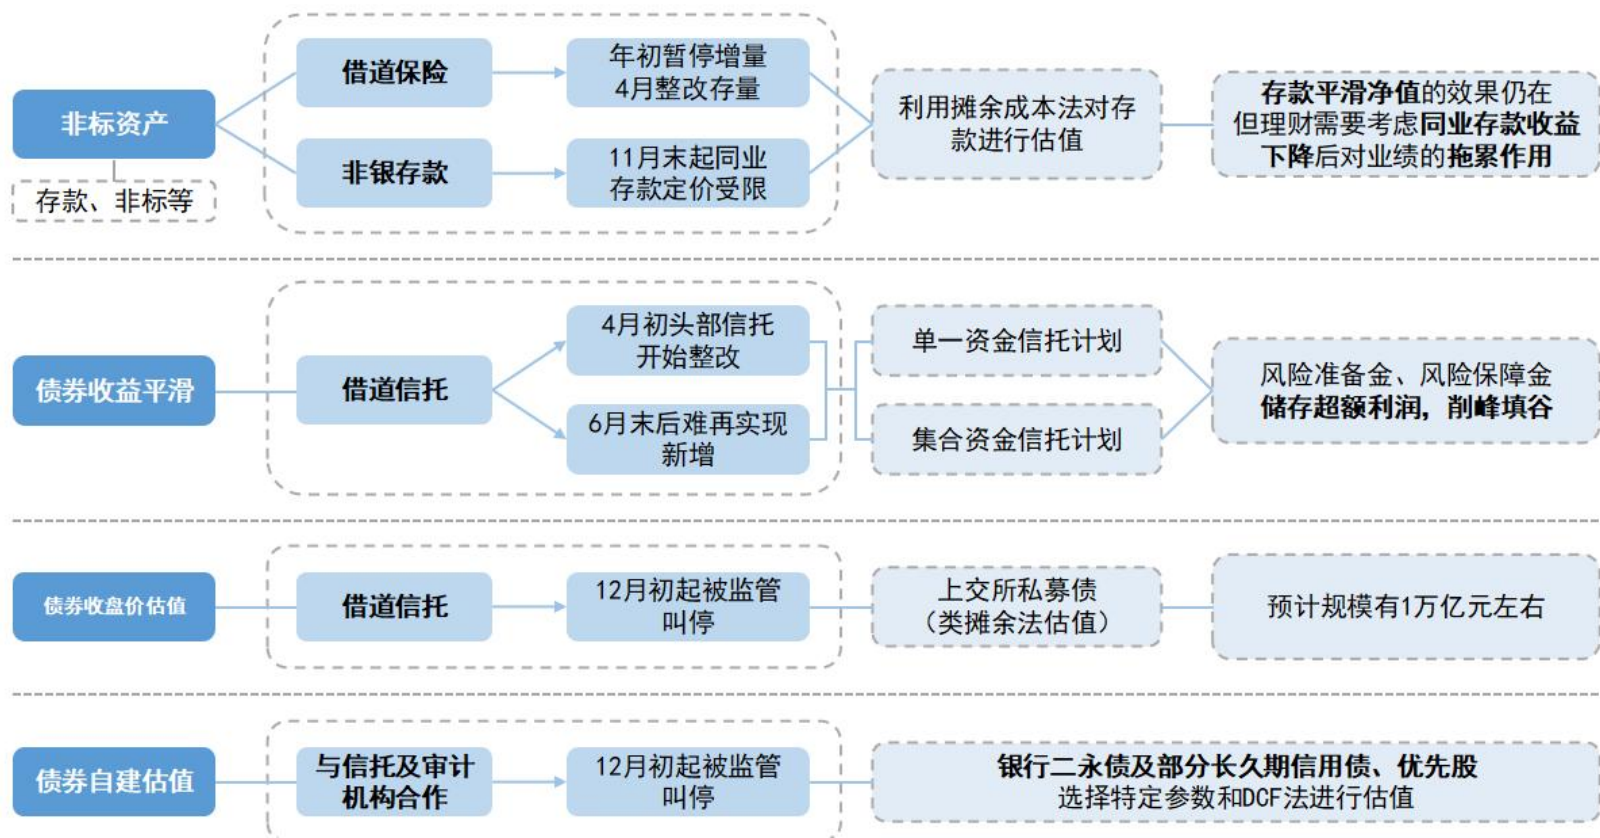 非标资产
存款、非标等
借道保险
年初暂停增量
4月整改存量
非银存款
11月末起同业
存款定价受限
利用摊余成本法对存
款进行估值
存款平滑净值的效果仍在
但理财需要考虑同业存款收益
下降后对业绩的拖累作用
债券收益平滑
借道信托
4月初头部信托
开始整改
6月末后难再实现
新增
单一资金信托计划
集合资金信托计划
风险准备金、风险保障金
储存超额利润，削峰填谷
债券收盘价估值
借道信托
12月初起被监管
叫停
上交所私募债
（类摊余法估值）
预计规模有1万亿元左右
债券自建估值
与信托及审计
机构合作
12月初起被监管
叫停
银行二永债及部分长久期信用债、优先股
选择特定参数和DCF法进行估值